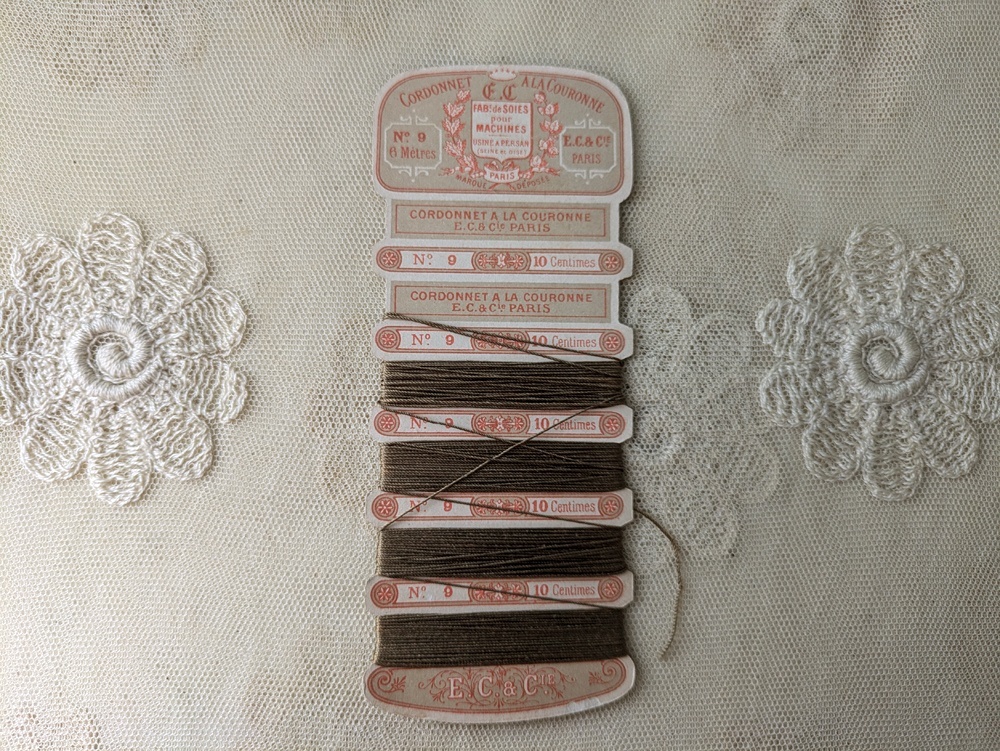 CORDONNET A LA COURONNE
E.C
FABQ. de SOIES
pour
MACHINES
USINE A PERSAN
(SEINE et OISE)
PARIS
MARQUE DÉPOSÉE
Nº 9
6 Mètres
E.C. & Cie
PARIS
CORDONNET A LA COURONNE
E.C. & Cie PARIS
Nº 9 10 Centimes
CORDONNET A LA COURONNE
E.C. & Cie PARIS
Nº 9 10 Centimes
Nº 9 10 Centimes
Nº 9 10 Centimes
Nº 9 10 Centimes
E.C. & CIE